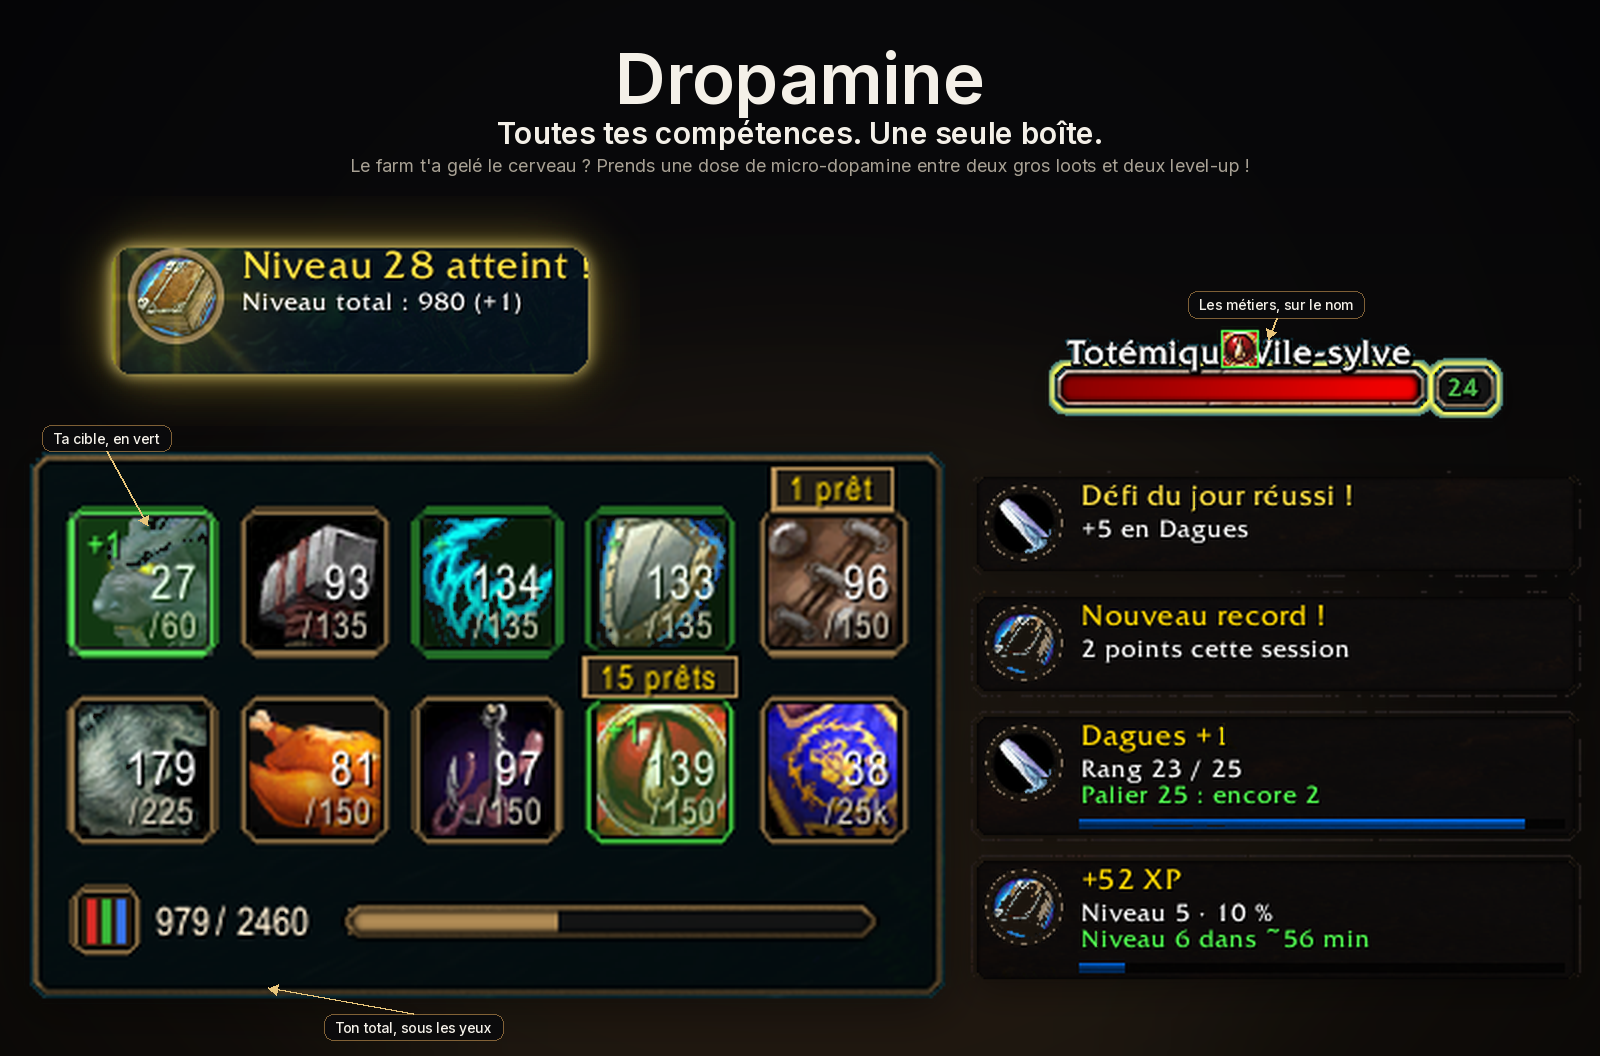 Dropamine
Toutes tes compétences. Une seule boîte.
Le farm t'a gelé le cerveau ? Prends une dose de micro-dopamine entre deux gros loots et deux level-up !
Niveau 28 atteint !
Niveau total : 980 (+1)
Les métiers, sur le nom
Totémiqu Vile-sylve
24
Ta cible, en vert
1 prêt
+1
27
/60
93
/135
134
/135
133
/135
96
/150
15 prêts
179
/225
81
/150
97
/150
+1
139
/150
38
/25k
979 / 2460
Ton total, sous les yeux
Défi du jour réussi !
+5 en Dagues
Nouveau record !
2 points cette session
Dagues +1
Rang 23 / 25
Palier 25 : encore 2
+52 XP
Niveau 5 · 10 %
Niveau 6 dans ~56 min